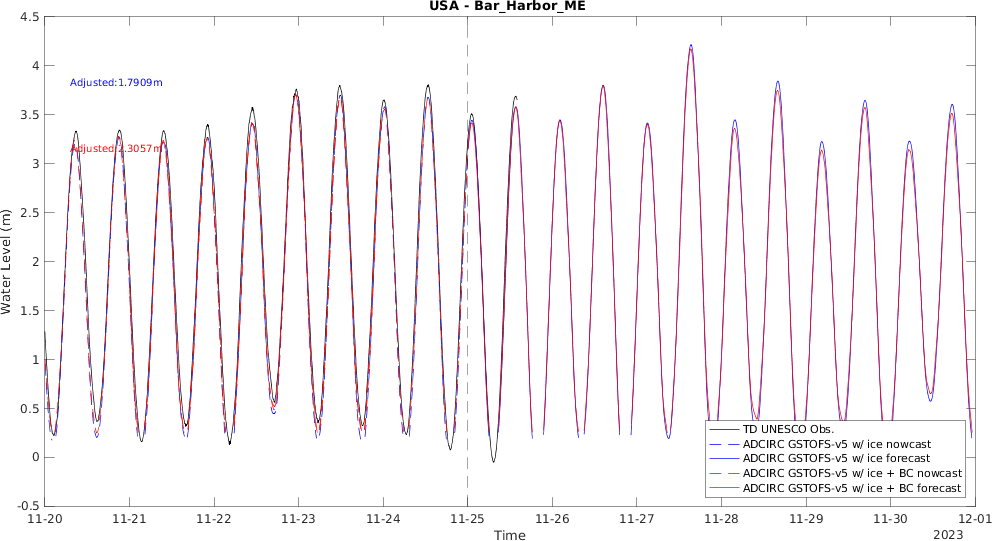 USA - Bar_Harbor_ME
4.5
4
3.5
3
2.5
2
1.5
1
0.5
0
-0.5
Water Level (m)
Adjusted:1.7909m
Adjusted:2.3057m
TD UNESCO Obs.
ADCIRC GSTOFS-v5 w/ ice nowcast
ADCIRC GSTOFS-v5 w/ ice forecast
ADCIRC GSTOFS-v5 w/ ice + BC nowcast
ADCIRC GSTOFS-v5 w/ ice + BC forecast
11-20 11-21 11-22 11-23 11-24 11-25 11-26 11-27 11-28 11-29 11-30 12-01
Time
2023